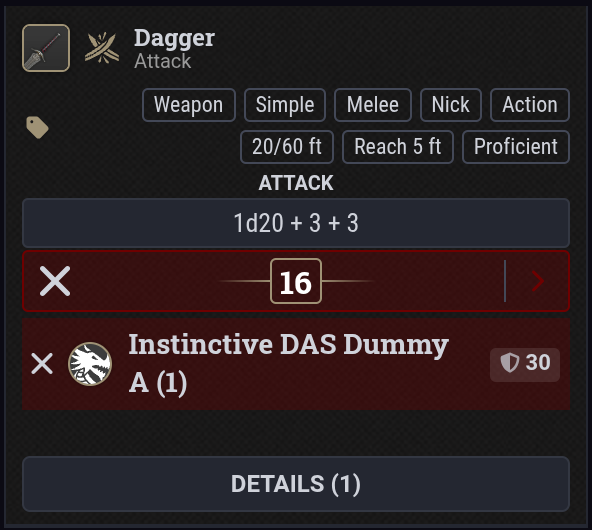 Dagger
Attack
Weapon Simple Melee Nick Action
20/60 ft Reach 5 ft Proficient
ATTACK
1d20 + 3 + 3
16
Instinctive DAS Dummy
A (1)
30
DETAILS (1)